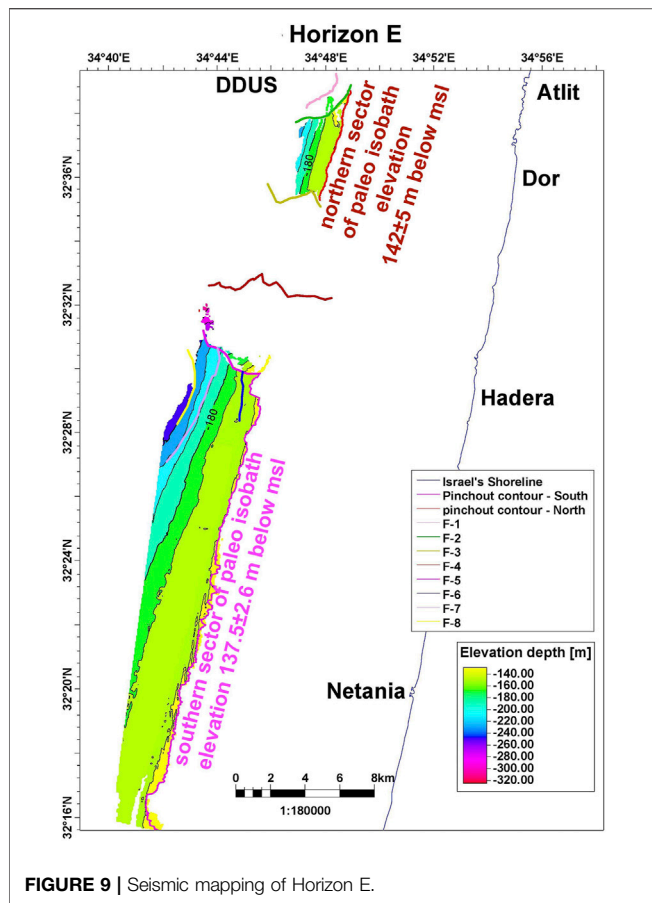 Horizon E
34°40'E 34°44'E 34°48'E 34°52'E 34°56'E
DDUS
Atlit
northern sector
of paleo isobath
elevation
142±5 m below msl
-180
32°36'N
Dor
32°32'N
Hadera
32°28'N
-180
Israel's Shoreline
Pinchout contour - South
pinchout contour - North
F-1
F-2
F-3
F-4
F-5
F-6
F-7
F-8
32°24'N
southern sector of paleo isobath
elevation 137.5±2.6 m below msl
Elevation depth [m]
-140.00
-160.00
-180.00
-200.00
-220.00
-240.00
-260.00
-280.00
-300.00
-320.00
32°20'N
Netania
0 2 4 6 8km
1:180000
32°16'N
FIGURE 9 | Seismic mapping of Horizon E.